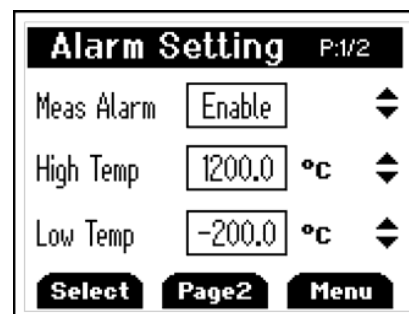 Alarm Setting P:1/2
Meas Alarm Enable
High Temp 1200.0 °C
Low Temp -200.0 °C
Select Page2 Menu